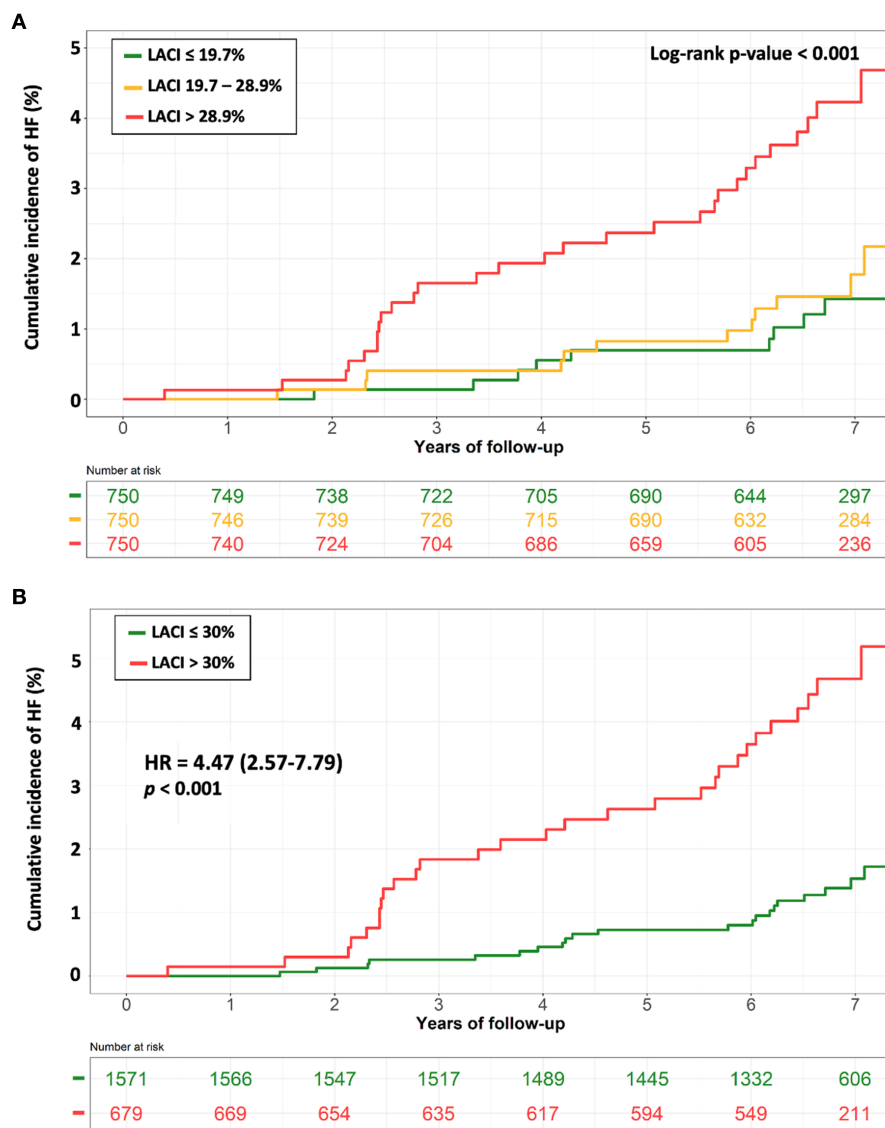 A
LACI ≤ 19.7%
LACI 19.7 – 28.9%
LACI > 28.9%
Log-rank p-value < 0.001
Cumulative incidence of HF (%)
5
4
3
2
1
0
0 1 2 3 4 5 6 7
Years of follow-up
Number at risk
750 749 738 722 705 690 644 297
750 746 739 726 715 690 632 284
750 740 724 704 686 659 605 236
B
LACI ≤ 30%
LACI > 30%
HR = 4.47 (2.57-7.79)
p < 0.001
Cumulative incidence of HF (%)
5
4
3
2
1
0
0 1 2 3 4 5 6 7
Years of follow-up
Number at risk
1571 1566 1547 1517 1489 1445 1332 606
679 669 654 635 617 594 549 211